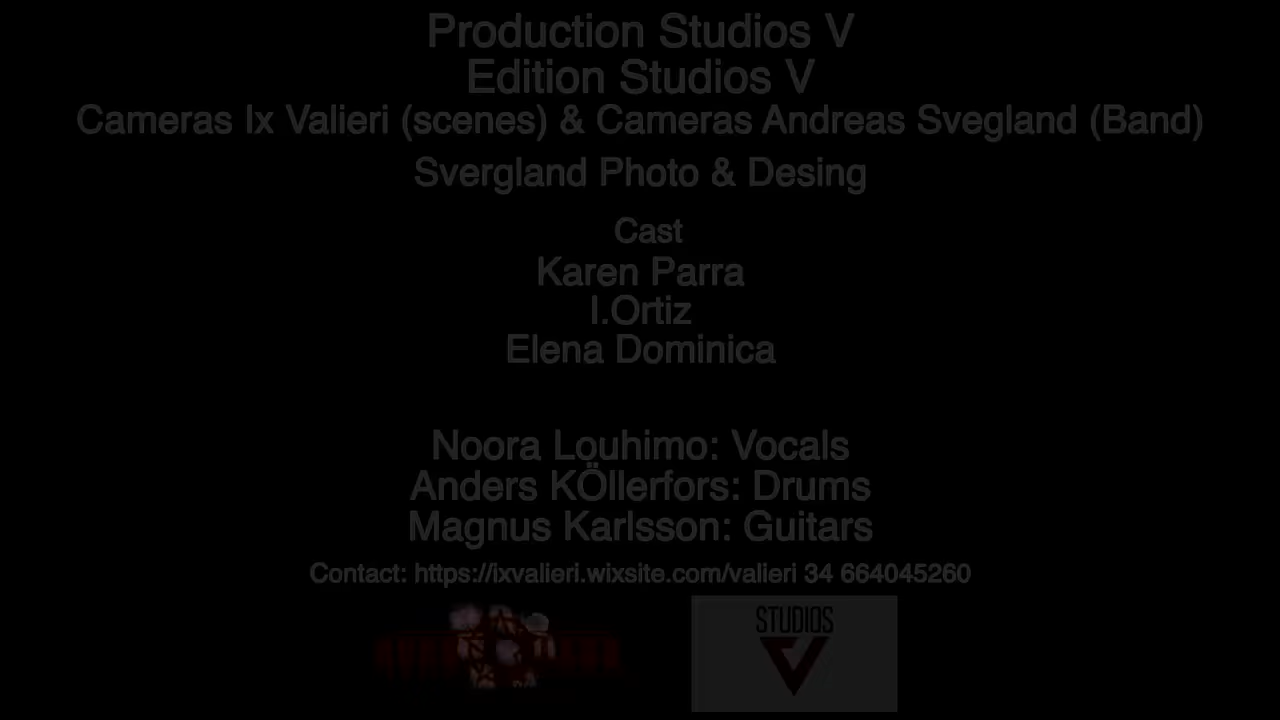 Production Studios V
Edition Studios V
Cameras Ix Valieri (scenes) & Cameras Andreas Svegland (Band)
Svergland Photo & Desing
Cast
Karen Parra
I.Ortiz
Elena Dominica
Noora Louhimo: Vocals
Anders KÖllerfors: Drums
Magnus Karlsson: Guitars
Contact: https://ixvalieri.wixsite.com/valieri 34 664045260
STUDIOS
V